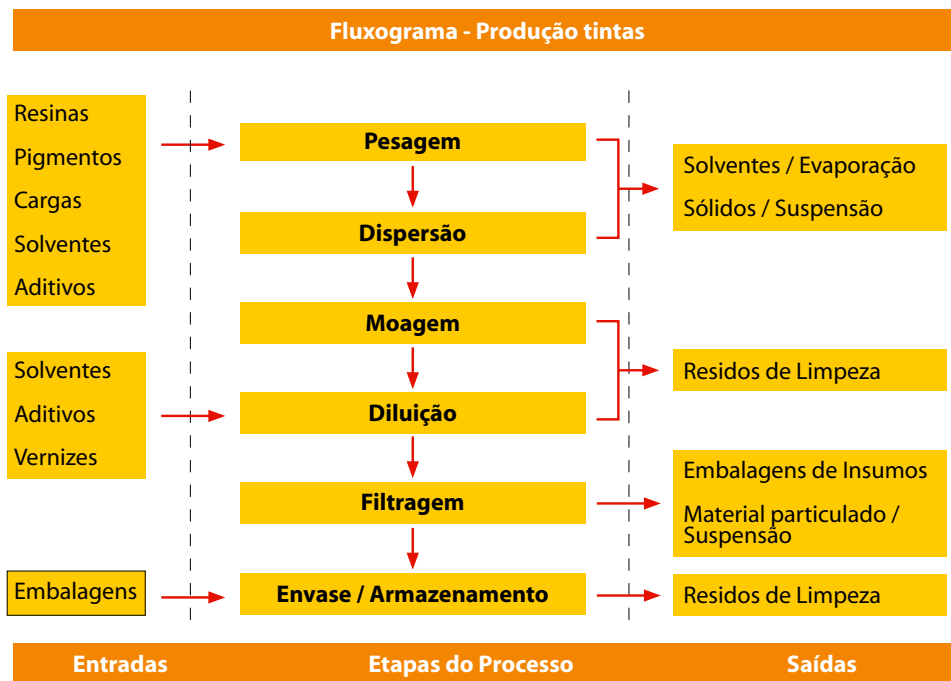 Fluxograma - Produção tintas
Resinas
Pigmentos
Cargas
Solventes
Aditivos
Solventes
Aditivos
Vernizes
Embalagens
Pesagem
Dispersão
Moagem
Diluição
Filtragem
Envase / Armazenamento
Solventes / Evaporação
Sólidos / Suspensão
Residos de Limpeza
Embalagens de Insumos
Material particulado /
Suspensão
Residos de Limpeza
Entradas
Etapas do Processo
Saídas